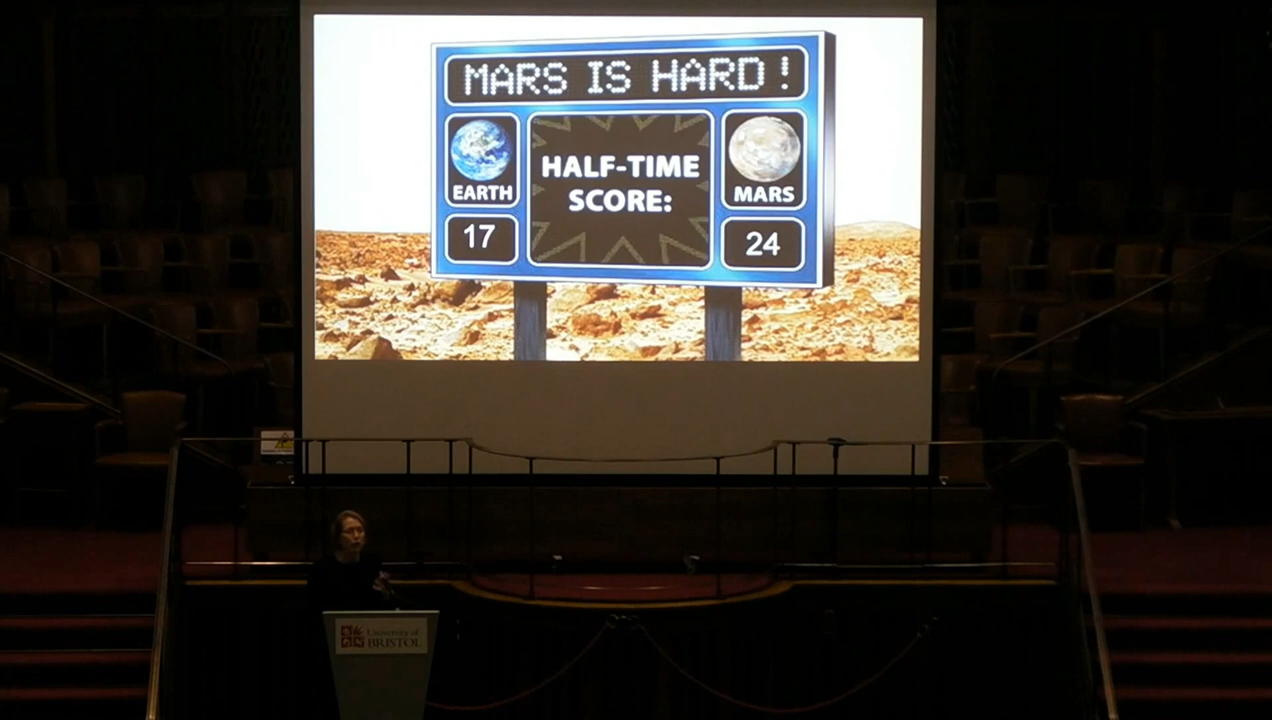 MARS IS HARD!
HALF-TIME
SCORE:
EARTH
MARS
17
24
University of
BRISTOL